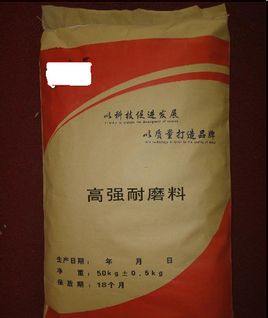 以科技促进发展
以质量打造品牌
高强耐磨料
生产日期： 年 月 日
净 重：50kg±0.5kg
保质期：18个月